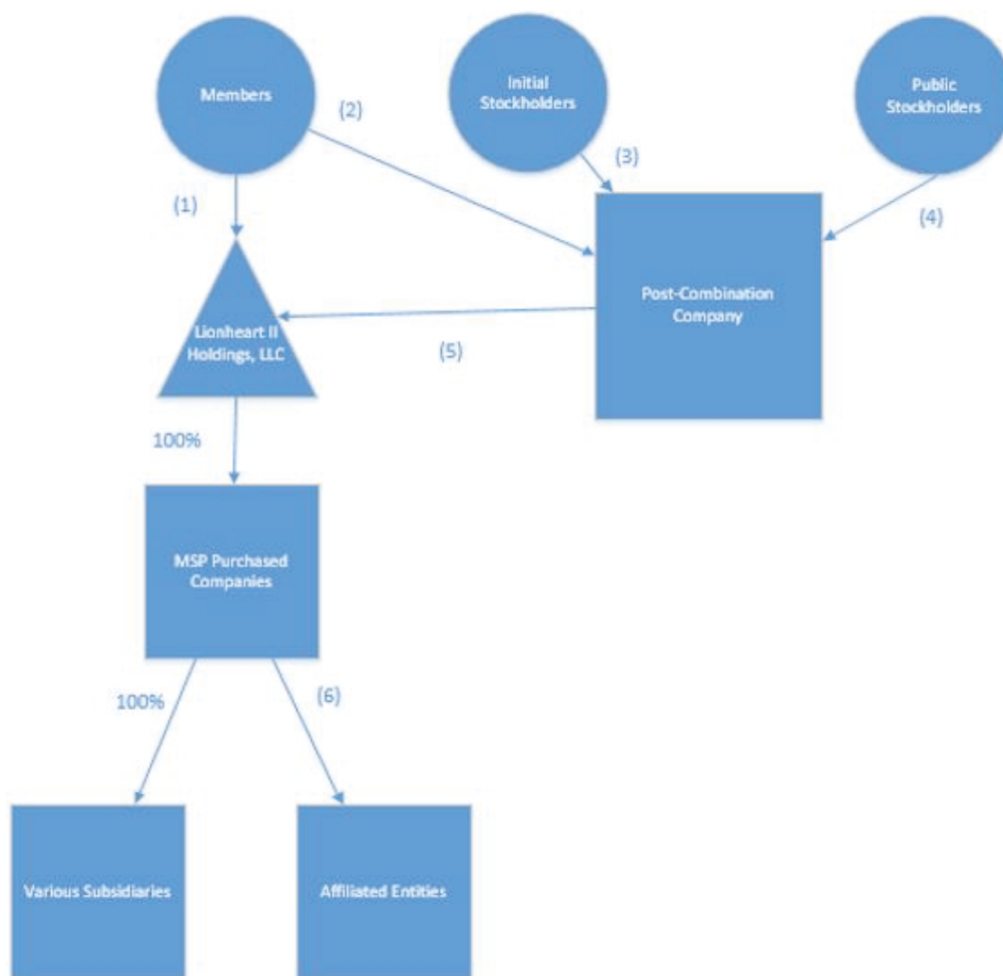 Members
Initial
Stockholders
Public
Stockholders
(2)
(3)
(1)
(4)
Post-Combination
Company
Lionheart II
Holdings, LLC
(5)
100%
MSP Purchased
Companies
100%
(6)
Various Subsidiaries
Affiliated Entities